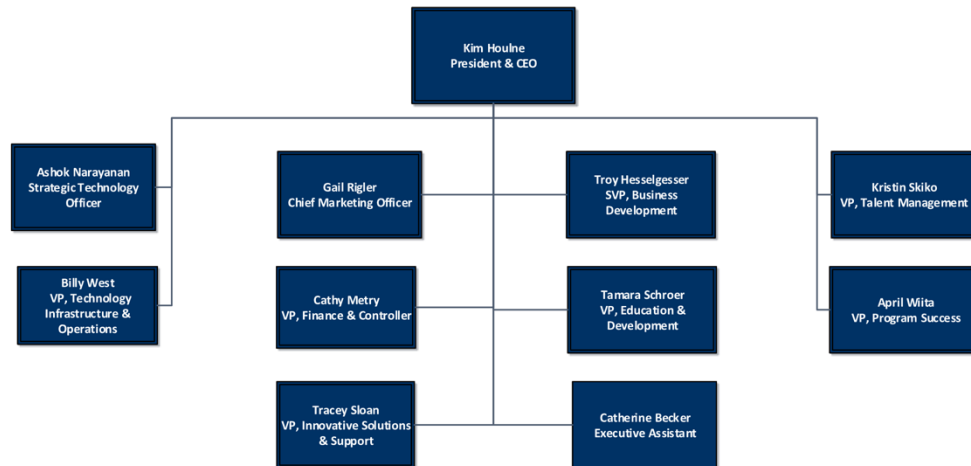 Kim Houlne
President & CEO
Ashok Narayanan
Strategic Technology
Officer
Gail Rigler
Chief Marketing Officer
Troy Hesselgesser
SVP, Business
Development
Kristin Skiko
VP, Talent Management
Billy West
VP, Technology
Infrastructure &
Operations
Cathy Metry
VP, Finance & Controller
Tamara Schroer
VP, Education &
Development
April Wiita
VP, Program Success
Tracey Sloan
VP, Innovative Solutions
& Support
Catherine Becker
Executive Assistant